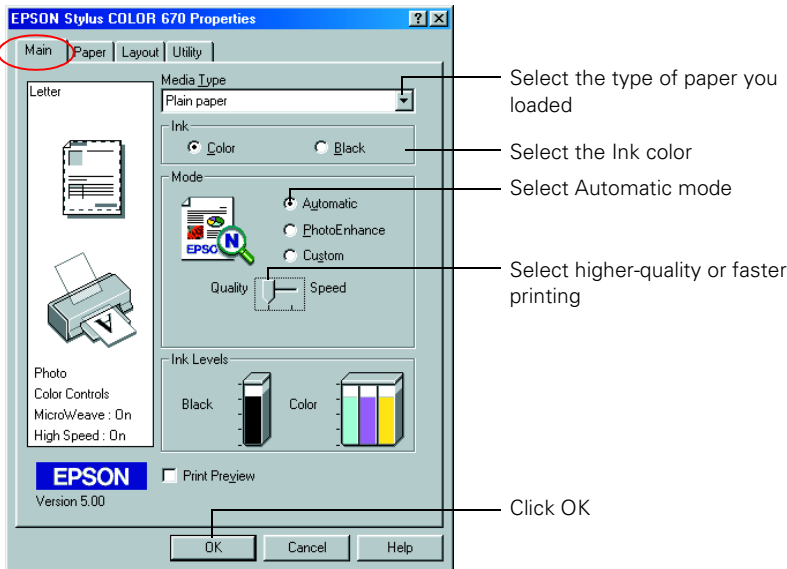 EPSON Stylus COLOR 670 Properties
Main Paper Layout Utility
Letter
Media Type
Plain paper
Select the type of paper you
loaded
Ink
Color Black
Select the Ink color
Mode
Automatic
Select Automatic mode
PhotoEnhance
Custom
EPSO
N
Quality Speed
Select higher-quality or faster
printing
A
Ink Levels
Black Color
Photo
Color Controls
MicroWeave : On
High Speed : On
EPSON
Print Preview
Version 5.00
Click OK
OK Cancel Help